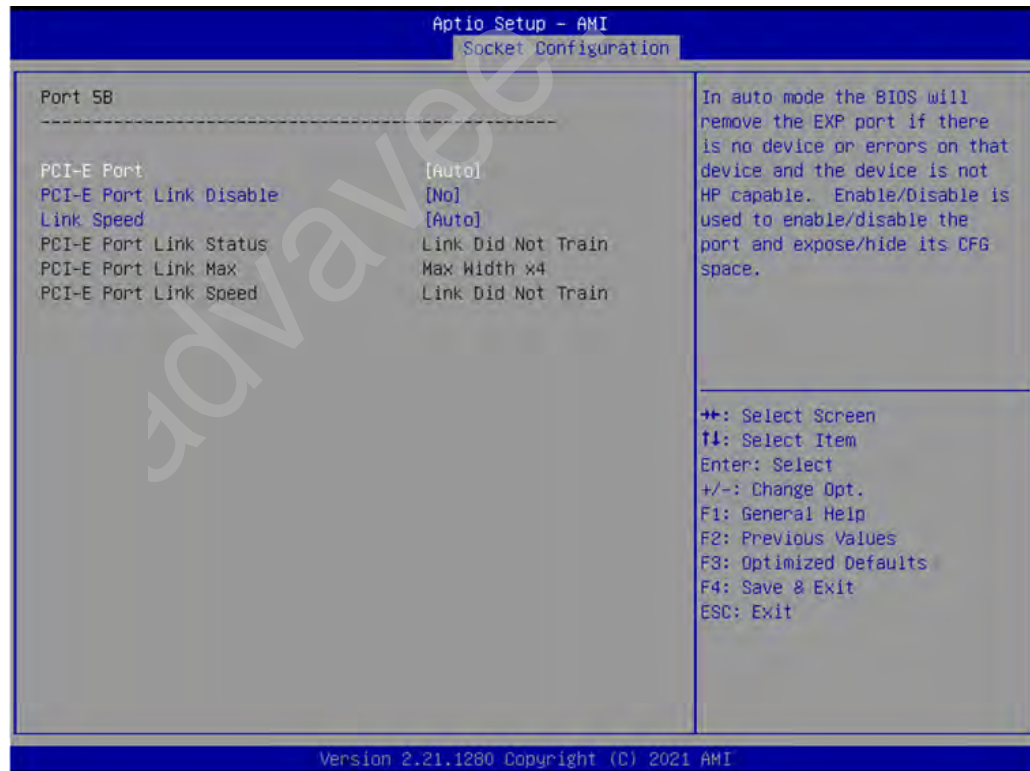 Aptio Setup – AMI
Socket Configuration
Port 5B
--------------------------------------------------
PCI-E Port [Auto]
PCI-E Port Link Disable [No]
Link Speed [Auto]
PCI-E Port Link Status Link Did Not Train
PCI-E Port Link Max Max Width x4
PCI-E Port Link Speed Link Did Not Train
In auto mode the BIOS will
remove the EXP port if there
is no device or errors on that
device and the device is not
HP capable.  Enable/Disable is
used to enable/disable the
port and expose/hide its CFG
space.
→←: Select Screen
↑↓: Select Item
Enter: Select
+/-: Change Opt.
F1: General Help
F2: Previous Values
F3: Optimized Defaults
F4: Save & Exit
ESC: Exit
Version 2.21.1280 Copyright (C) 2021 AMI
advavee